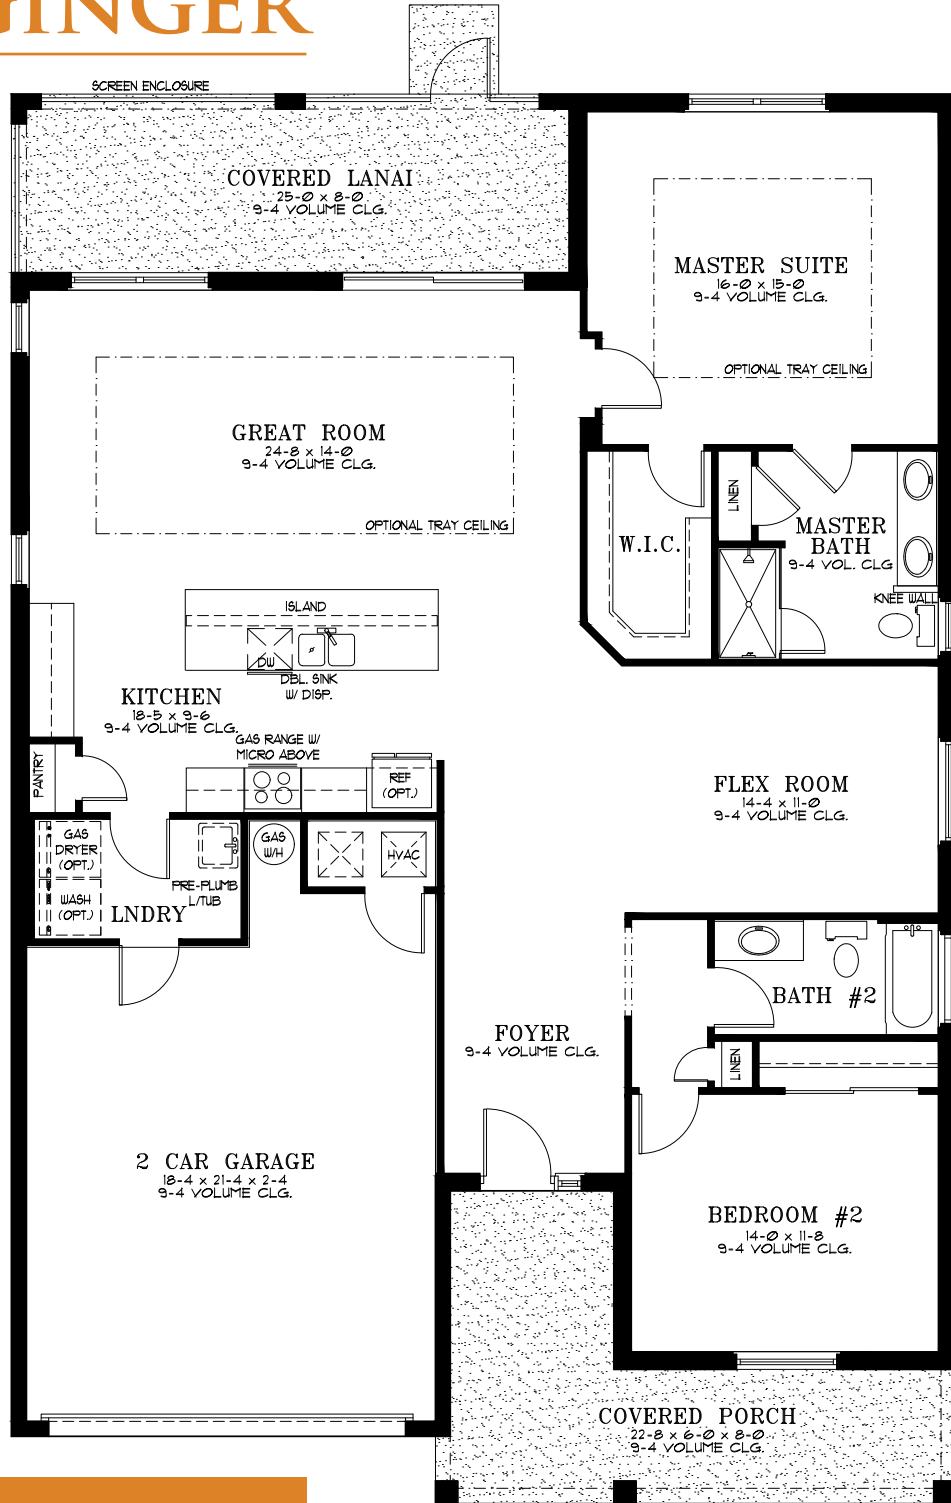 GINGER
SCREEN ENCLOSURE
COVERED LANAI
25-0 x 8-0
9-4 VOLUME CLG.
MASTER SUITE
16-0 x 15-0
9-4 VOLUME CLG.
OPTIONAL TRAY CEILING
GREAT ROOM
24-8 x 14-0
9-4 VOLUME CLG.
OPTIONAL TRAY CEILING
LINEN
W.I.C.
MASTER
BATH
9-4 VOL. CLG
KNEE WALL
ISLAND
DW
DBL. SINK
W/ DISP.
KITCHEN
18-5 x 9-6
9-4 VOLUME CLG.
GAS RANGE W/
MICRO ABOVE
PANTRY
REF
(OPT.)
FLEX ROOM
14-4 x 11-0
9-4 VOLUME CLG.
GAS
DRYER
(OPT.)
GAS
W/H
HVAC
WASH
(OPT.)
PRE-PLUMB
L/TUB
LNDRY
BATH #2
FOYER
9-4 VOLUME CLG.
LINEN
2 CAR GARAGE
18-4 x 21-4 x 2-4
9-4 VOLUME CLG.
BEDROOM #2
14-0 x 11-8
9-4 VOLUME CLG.
COVERED PORCH
22-8 x 6-0 x 8-0
9-4 VOLUME CLG.